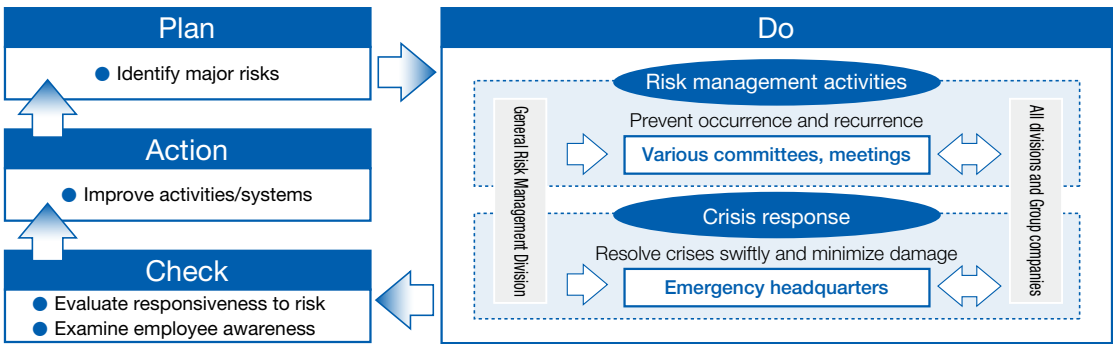 Plan
● Identify major risks
Action
● Improve activities/systems
Check
● Evaluate responsiveness to risk
● Examine employee awareness
Do
General Risk Management Division
Risk management activities
Prevent occurrence and recurrence
Various committees, meetings
Crisis response
Resolve crises swiftly and minimize damage
Emergency headquarters
All divisions and Group companies